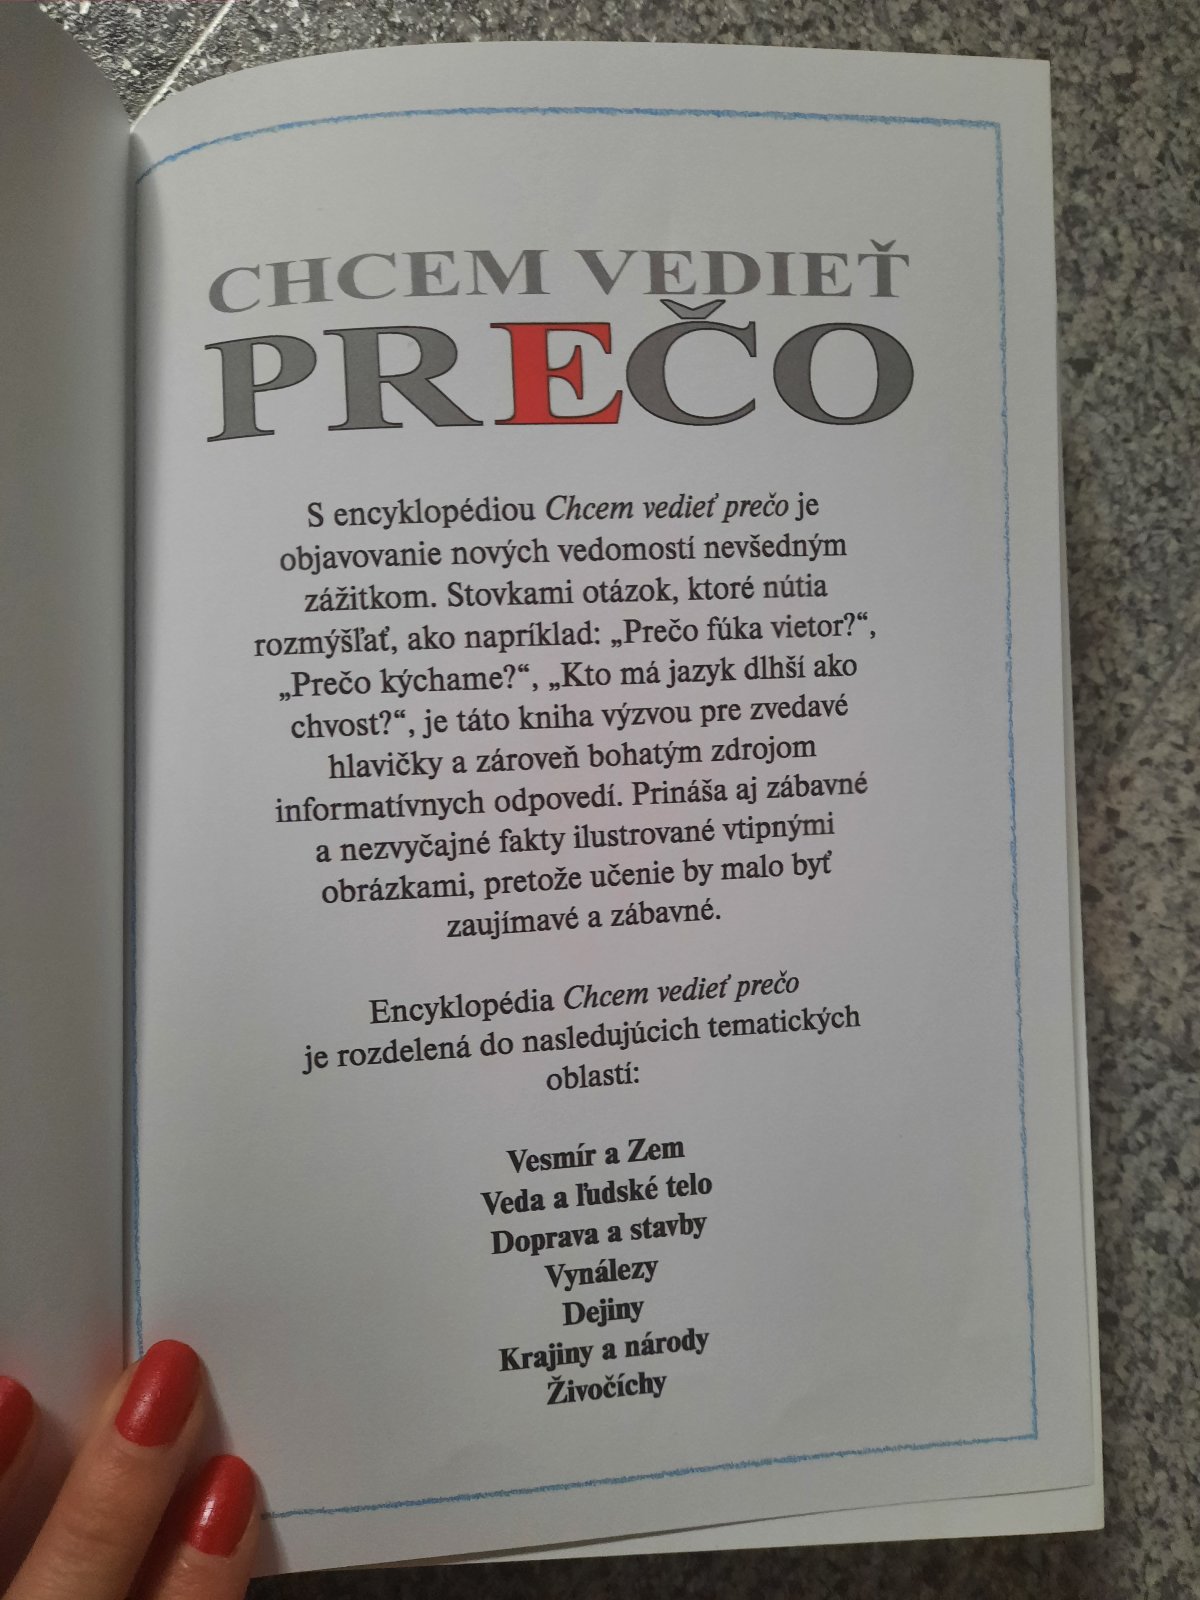 CHCEM VEDIEŤ
PREČO
S encyklopédiou Chcem vedieť prečo je
objavovanie nových vedomostí nevšedným
zážitkom. Stovkami otázok, ktoré nútia
rozmýšľať, ako napríklad: „Prečo fúka vietor?“,
„Prečo kýchame?“, „Kto má jazyk dlhší ako
chvost?“, je táto kniha výzvou pre zvedavé
hlavičky a zároveň bohatým zdrojom
informatívnych odpovedí. Prináša aj zábavné
a nezvyčajné fakty ilustrované vtipnými
obrázkami, pretože učenie by malo byť
zaujímavé a zábavné.
Encyklopédia Chcem vedieť prečo
je rozdelená do nasledujúcich tematických
oblastí:
Vesmír a Zem
Veda a ľudské telo
Doprava a stavby
Vynálezy
Dejiny
Krajiny a národy
Živočíchy